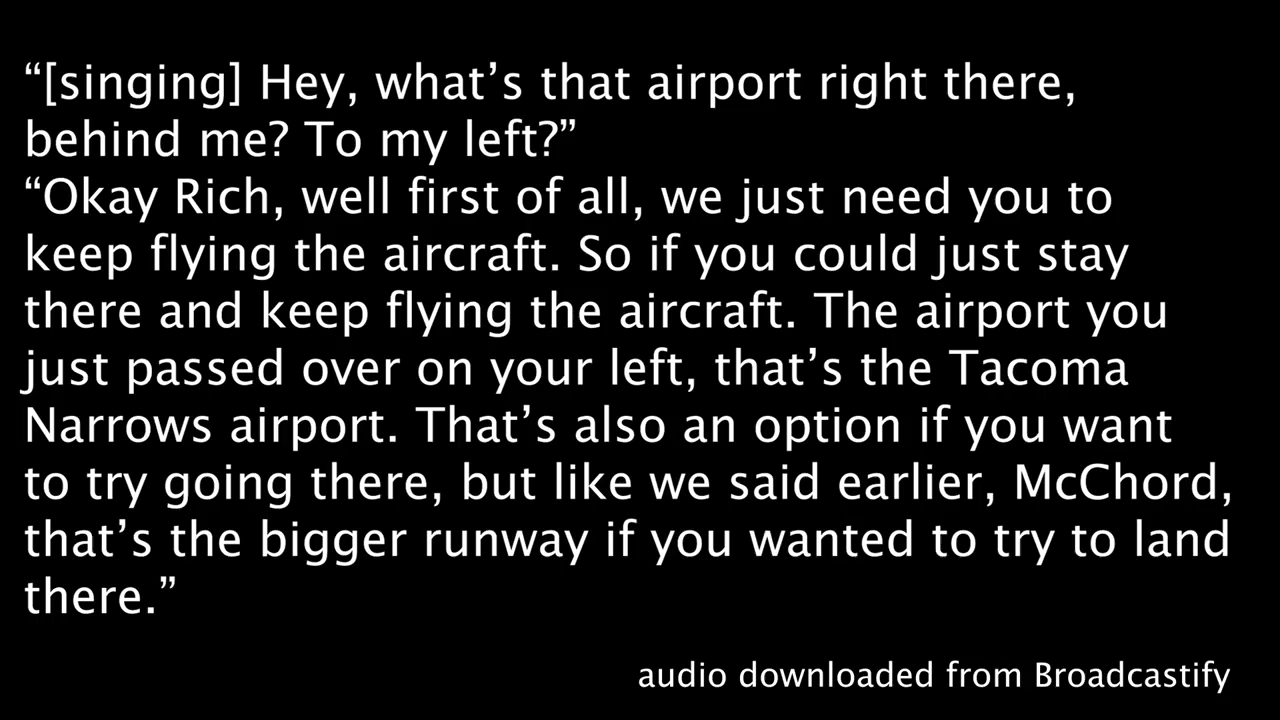 “[singing] Hey, what’s that airport right there,
behind me? To my left?”
“Okay Rich, well first of all, we just need you to
keep flying the aircraft. So if you could just stay
there and keep flying the aircraft. The airport you
just passed over on your left, that’s the Tacoma
Narrows airport. That’s also an option if you want
to try going there, but like we said earlier, McChord,
that’s the bigger runway if you wanted to try to land
there.”
audio downloaded from Broadcastify